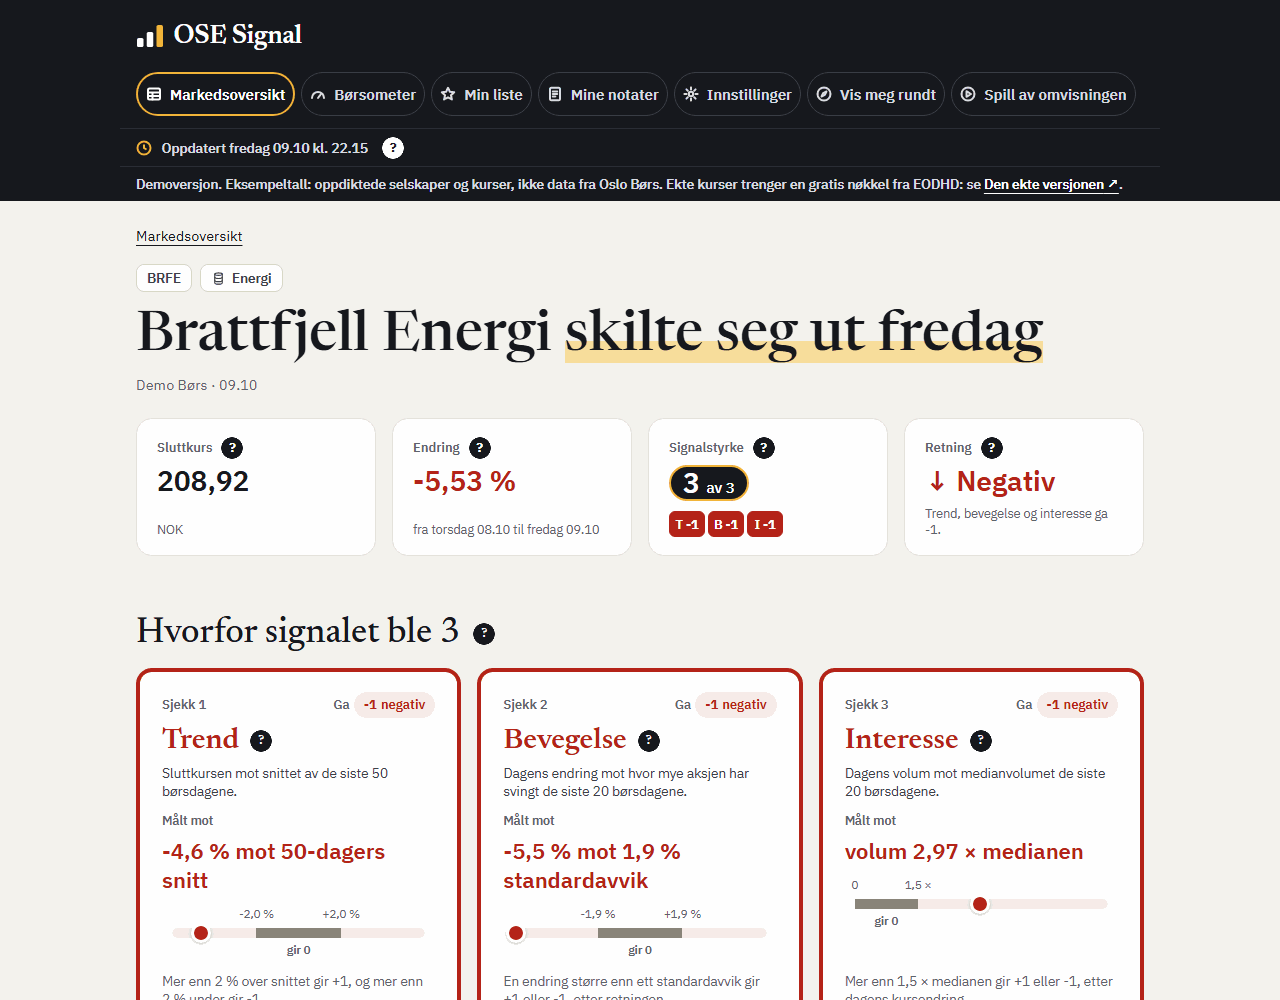 OSE Signal
Markedsoversikt Børsometer Min liste Mine notater Innstillinger Vis meg rundt Spill av omvisningen
Oppdatert fredag 09.10 kl. 22.15 ?
Demoversjon. Eksempeltall: oppdiktede selskaper og kurser, ikke data fra Oslo Børs. Ekte kurser trenger en gratis nøkkel fra EODHD: se Den ekte versjonen ↗.
Markedsoversikt
BRFE Energi
Brattfjell Energi skilte seg ut fredag
Demo Børs · 09.10
Sluttkurs ?
208,92
NOK
Endring ?
-5,53 %
fra torsdag 08.10 til fredag 09.10
Signalstyrke ?
3 av 3
T -1 B -1 I -1
Retning ?
↓ Negativ
Trend, bevegelse og interesse ga
-1.
Hvorfor signalet ble 3 ?
Sjekk 1 Ga -1 negativ
Trend ?
Sluttkursen mot snittet av de siste 50
børsdagene.
Målt mot
-4,6 % mot 50-dagers
snitt
-2,0 % +2,0 %
gir 0
Mer enn 2 % over snittet gir +1, og mer enn
2 % under gir -1.
Sjekk 2 Ga -1 negativ
Bevegelse ?
Dagens endring mot hvor mye aksjen har
svingt de siste 20 børsdagene.
Målt mot
-5,5 % mot 1,9 %
standardavvik
-1,9 % +1,9 %
gir 0
En endring større enn ett standardavvik gir
+1 eller -1, etter retningen.
Sjekk 3 Ga -1 negativ
Interesse ?
Dagens volum mot medianvolumet de siste
20 børsdagene.
Målt mot
volum 2,97 × medianen
0 1,5 ×
gir 0
Mer enn 1,5 × medianen gir +1 eller -1, etter
dagens kursendring.